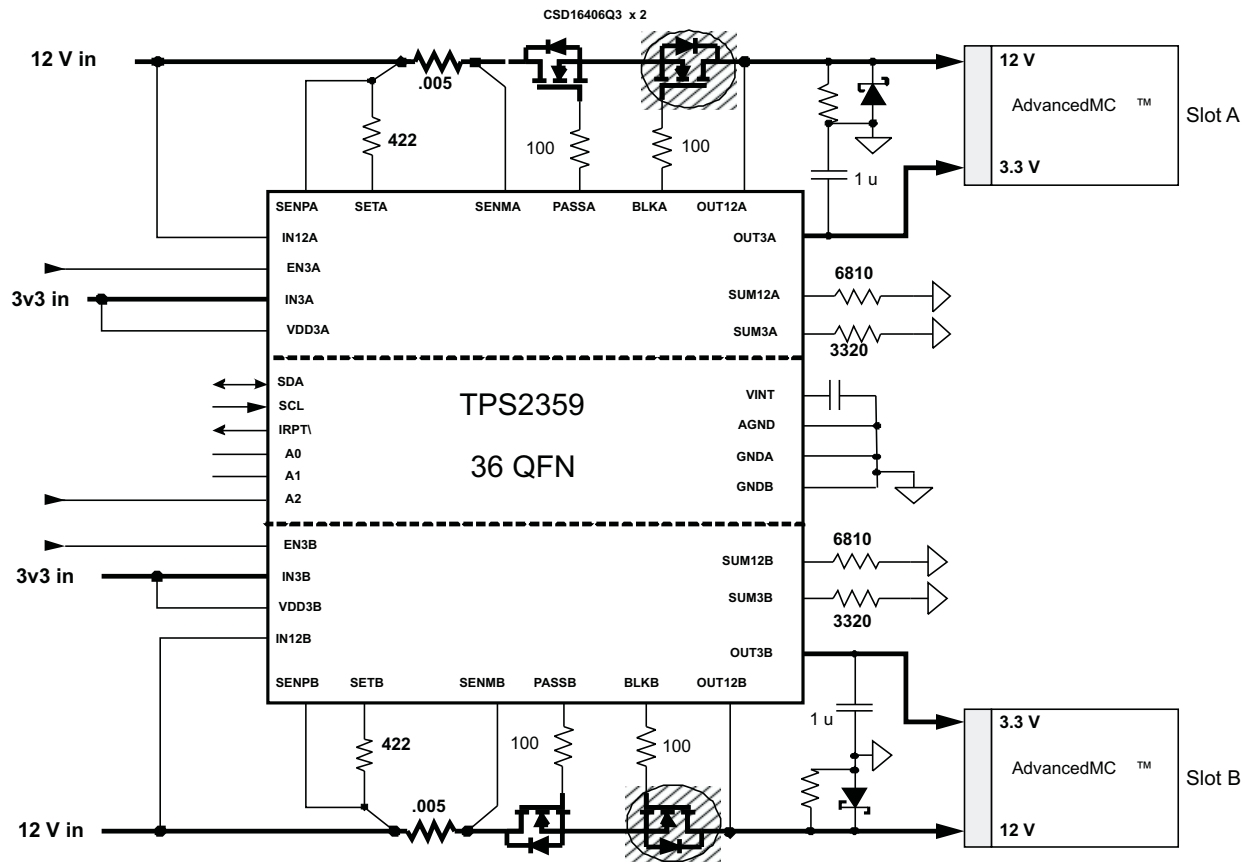 CSD16406Q3 x 2
12 V in
.005
422
100
100
1 u
12 V
AdvancedMC ™
3.3 V
Slot A
SENPA
SETA
SENMA
PASSA
BLKA
OUT12A
IN12A
OUT3A
EN3A
3v3 in
IN3A
VDD3A
SUM12A
6810
SUM3A
3320
SDA
SCL
IRPT\
A0
A1
A2
TPS2359
36 QFN
VINT
AGND
GNDA
GNDB
EN3B
3v3 in
IN3B
VDD3B
IN12B
SUM12B
6810
SUM3B
3320
OUT3B
SENPB
SETB
SENMB
PASSB
BLKB
OUT12B
422
100
100
1 u
.005
12 V in
3.3 V
AdvancedMC ™
12 V
Slot B